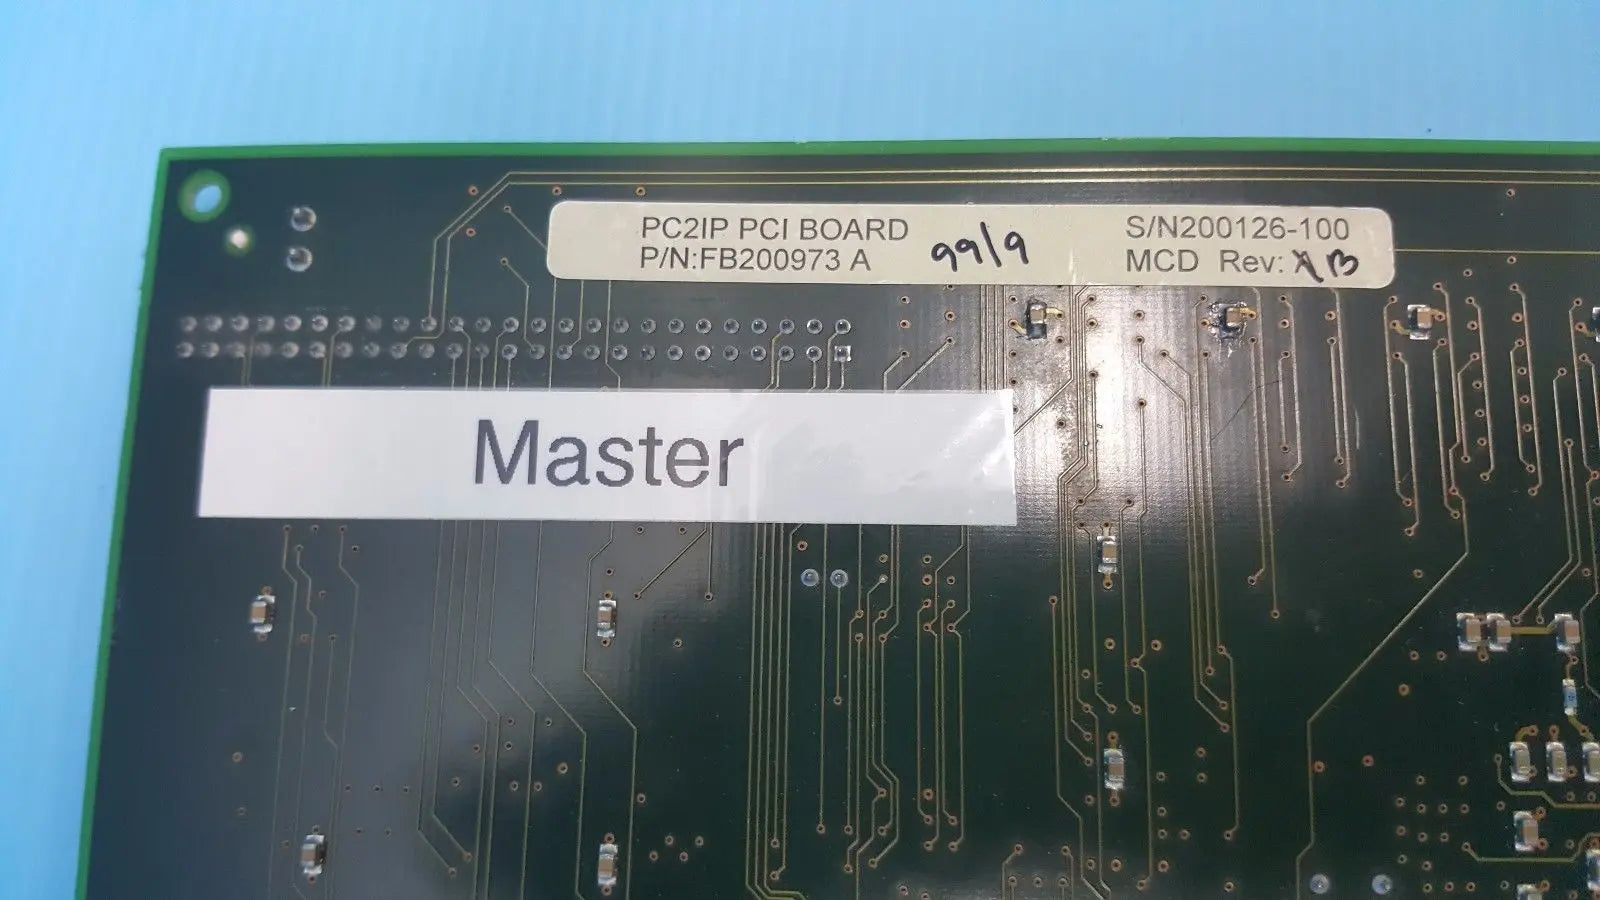 PC2IP PCI BOARD
P/N:FB200973 A
99/9
S/N200126-100
MCD Rev: B
Master